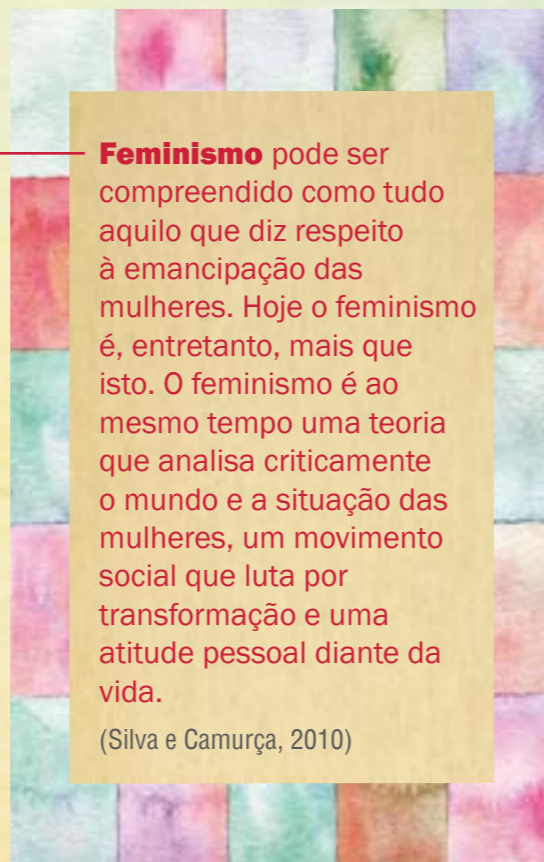 Feminismo pode ser
compreendido como tudo
aquilo que diz respeito
à emancipação das
mulheres. Hoje o feminismo
é, entretanto, mais que
isto. O feminismo é ao
mesmo tempo uma teoria
que analisa criticamente
o mundo e a situação das
mulheres, um movimento
social que luta por
transformação e uma
atitude pessoal diante da
vida.
(Silva e Camurça, 2010)